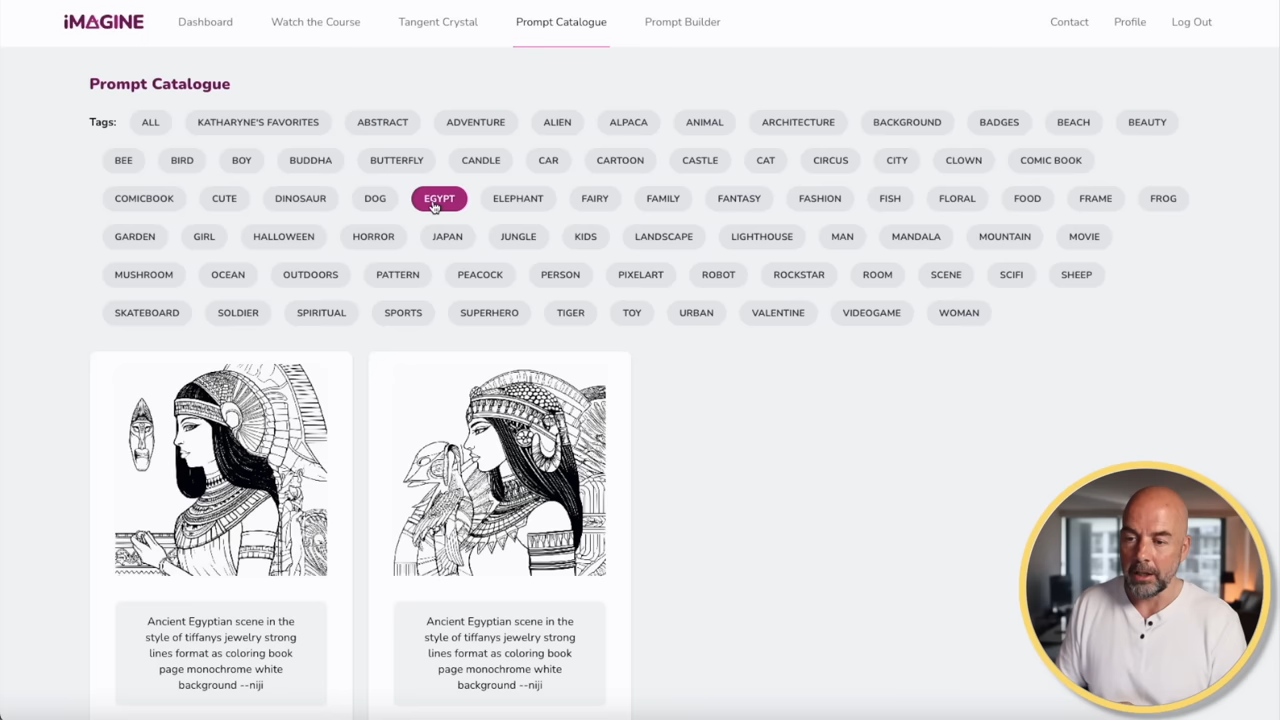 iMAGINE Dashboard Watch the Course Tangent Crystal Prompt Catalogue Prompt Builder Contact Profile Log Out
Prompt Catalogue
Tags: ALL KATHARYNE'S FAVORITES ABSTRACT ADVENTURE ALIEN ALPACA ANIMAL ARCHITECTURE BACKGROUND BADGES BEACH BEAUTY
BEE BIRD BOY BUDDHA BUTTERFLY CANDLE CAR CARTOON CASTLE CAT CIRCUS CITY CLOWN COMIC BOOK
COMICBOOK CUTE DINOSAUR DOG EGYPT ELEPHANT FAIRY FAMILY FANTASY FASHION FISH FLORAL FOOD FRAME FROG
GARDEN GIRL HALLOWEEN HORROR JAPAN JUNGLE KIDS LANDSCAPE LIGHTHOUSE MAN MANDALA MOUNTAIN MOVIE
MUSHROOM OCEAN OUTDOORS PATTERN PEACOCK PERSON PIXELART ROBOT ROCKSTAR ROOM SCENE SCIFI SHEEP
SKATEBOARD SOLDIER SPIRITUAL SPORTS SUPERHERO TIGER TOY URBAN VALENTINE VIDEOGAME WOMAN
Ancient Egyptian scene in the
style of tiffanys jewelry strong
lines format as coloring book
page monochrome white
background --niji
Ancient Egyptian scene in the
style of tiffanys jewelry strong
lines format as coloring book
page monochrome white
background --niji